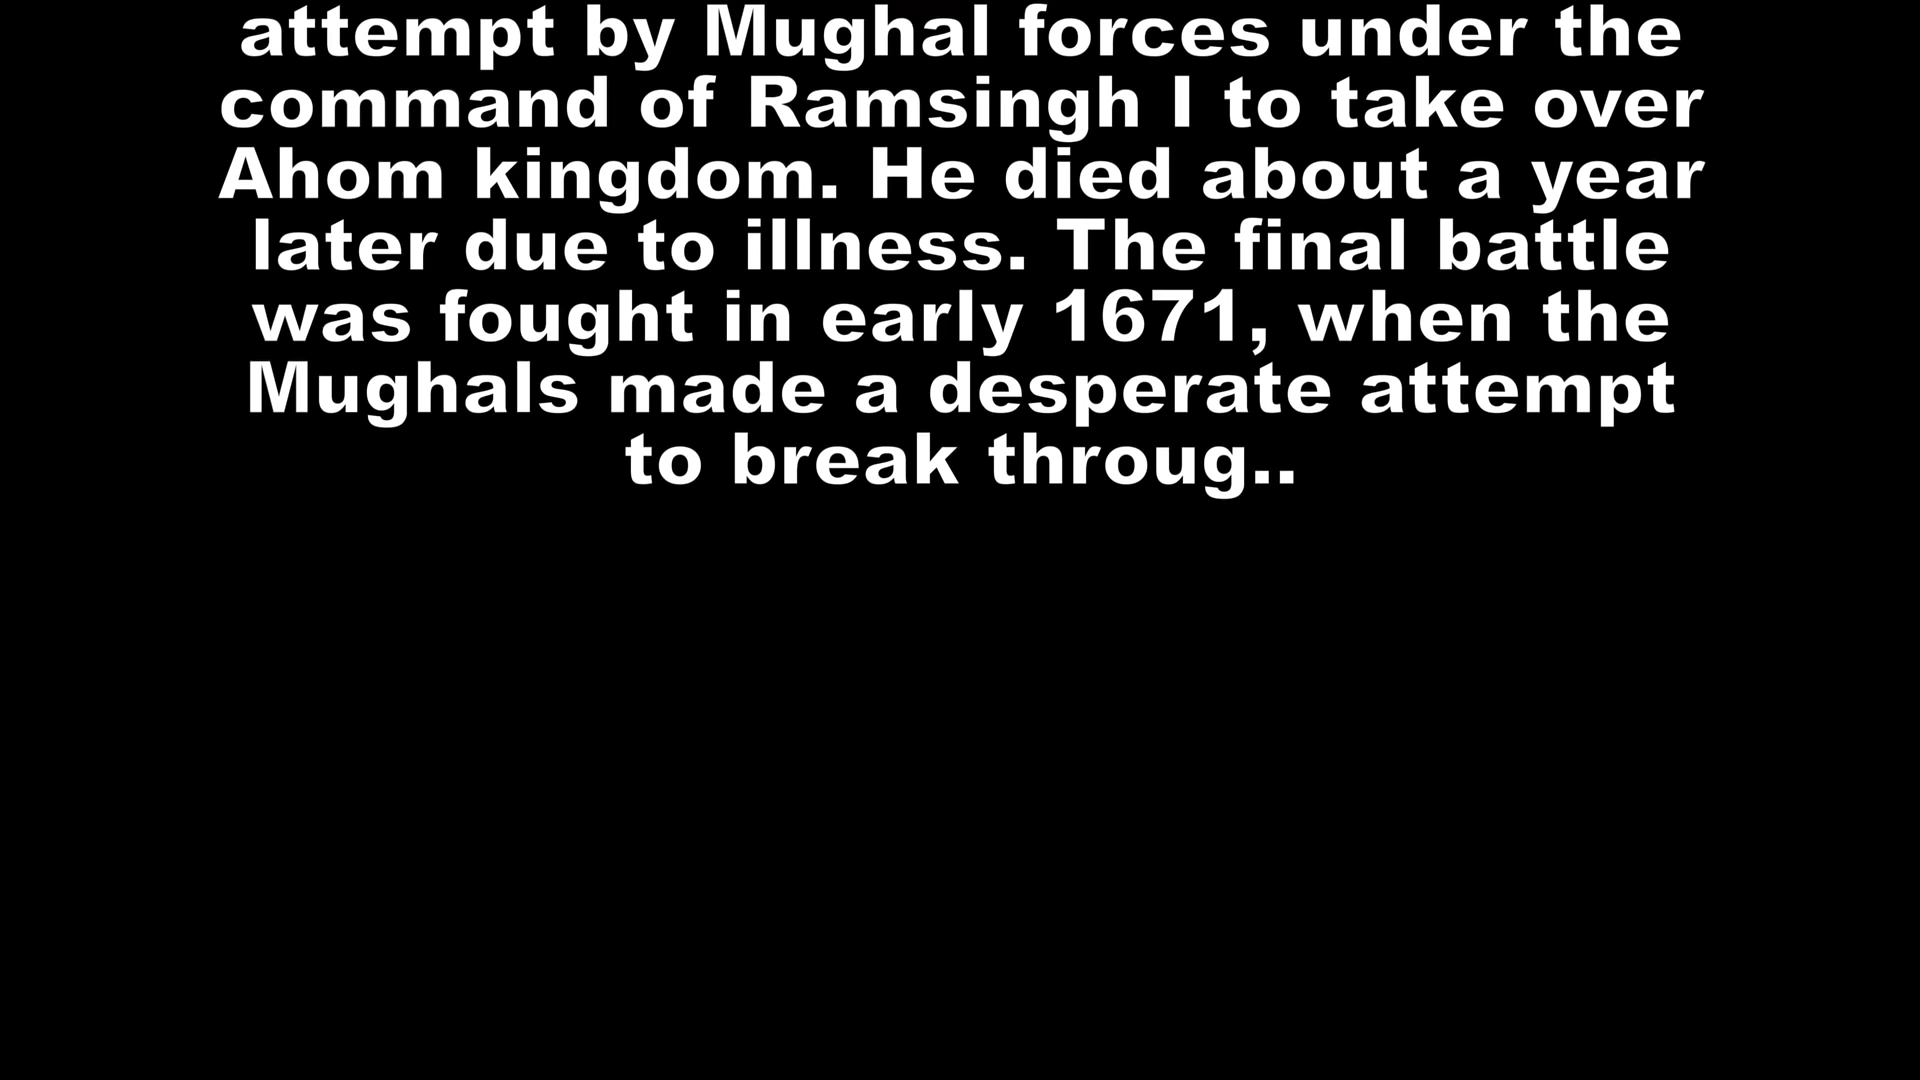 attempt by Mughal forces under the
command of Ramsingh I to take over
Ahom kingdom. He died about a year
later due to illness. The final battle
was fought in early 1671, when the
Mughals made a desperate attempt
to break throug..